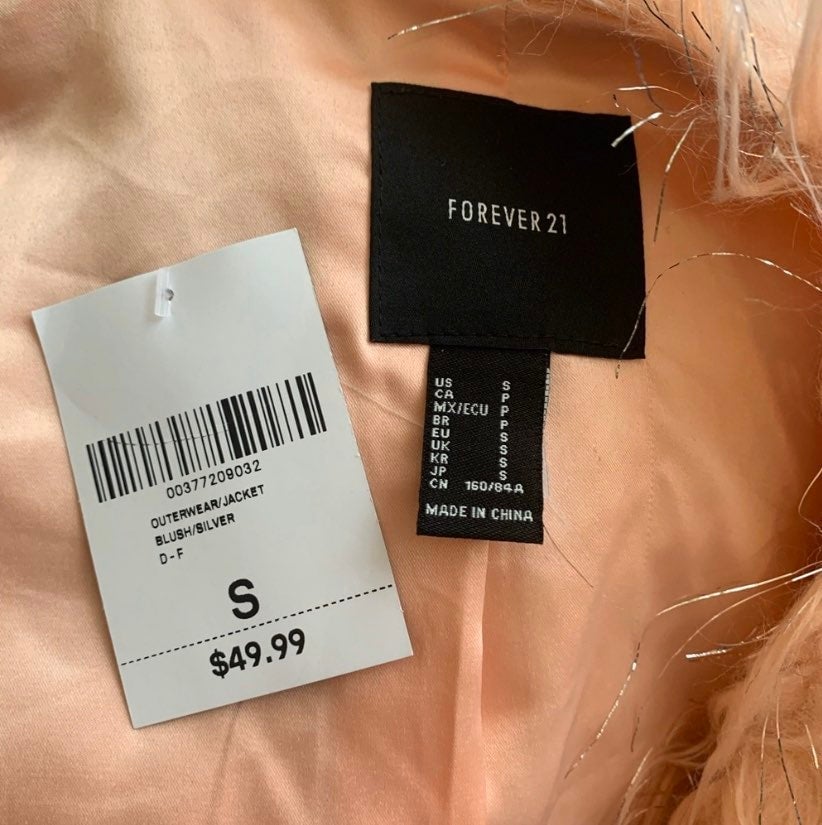 FOREVER 21
US S
CA P
MX/ECU P
BR P
EU S
UK S
KR S
JP S
CN 160/84A
MADE IN CHINA
00377209032
OUTERWEAR/JACKET
BLUSH/SILVER
D-F
S
$49.99